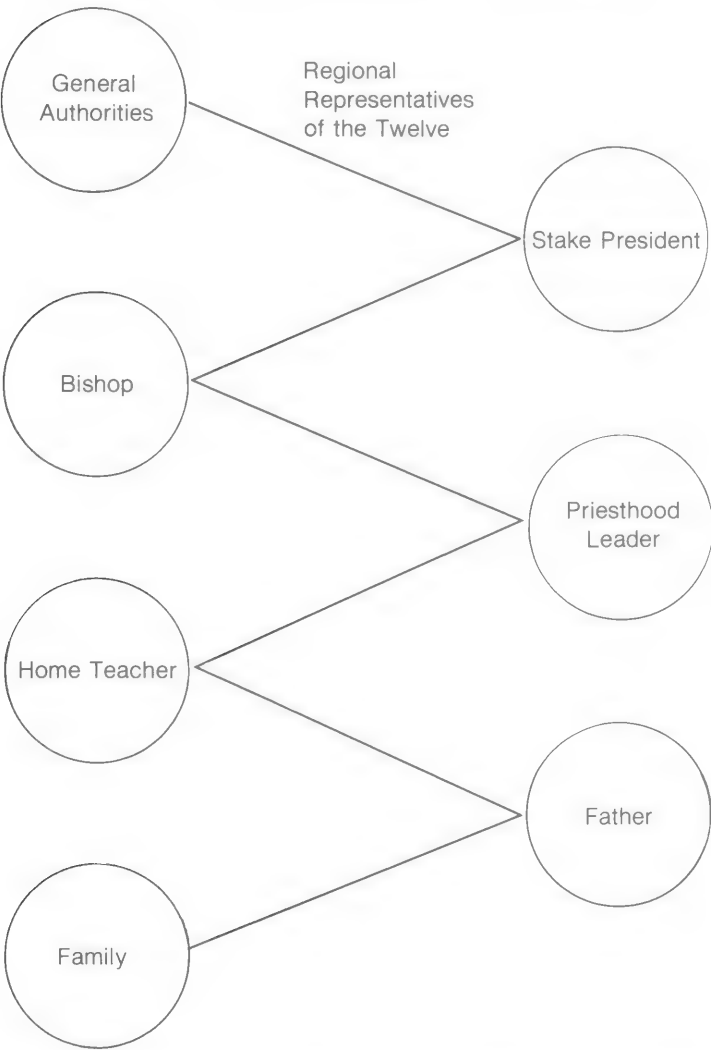 General
Authorities
Regional
Representatives
of the Twelve
Stake President
Bishop
Priesthood
Leader
Home Teacher
Father
Family